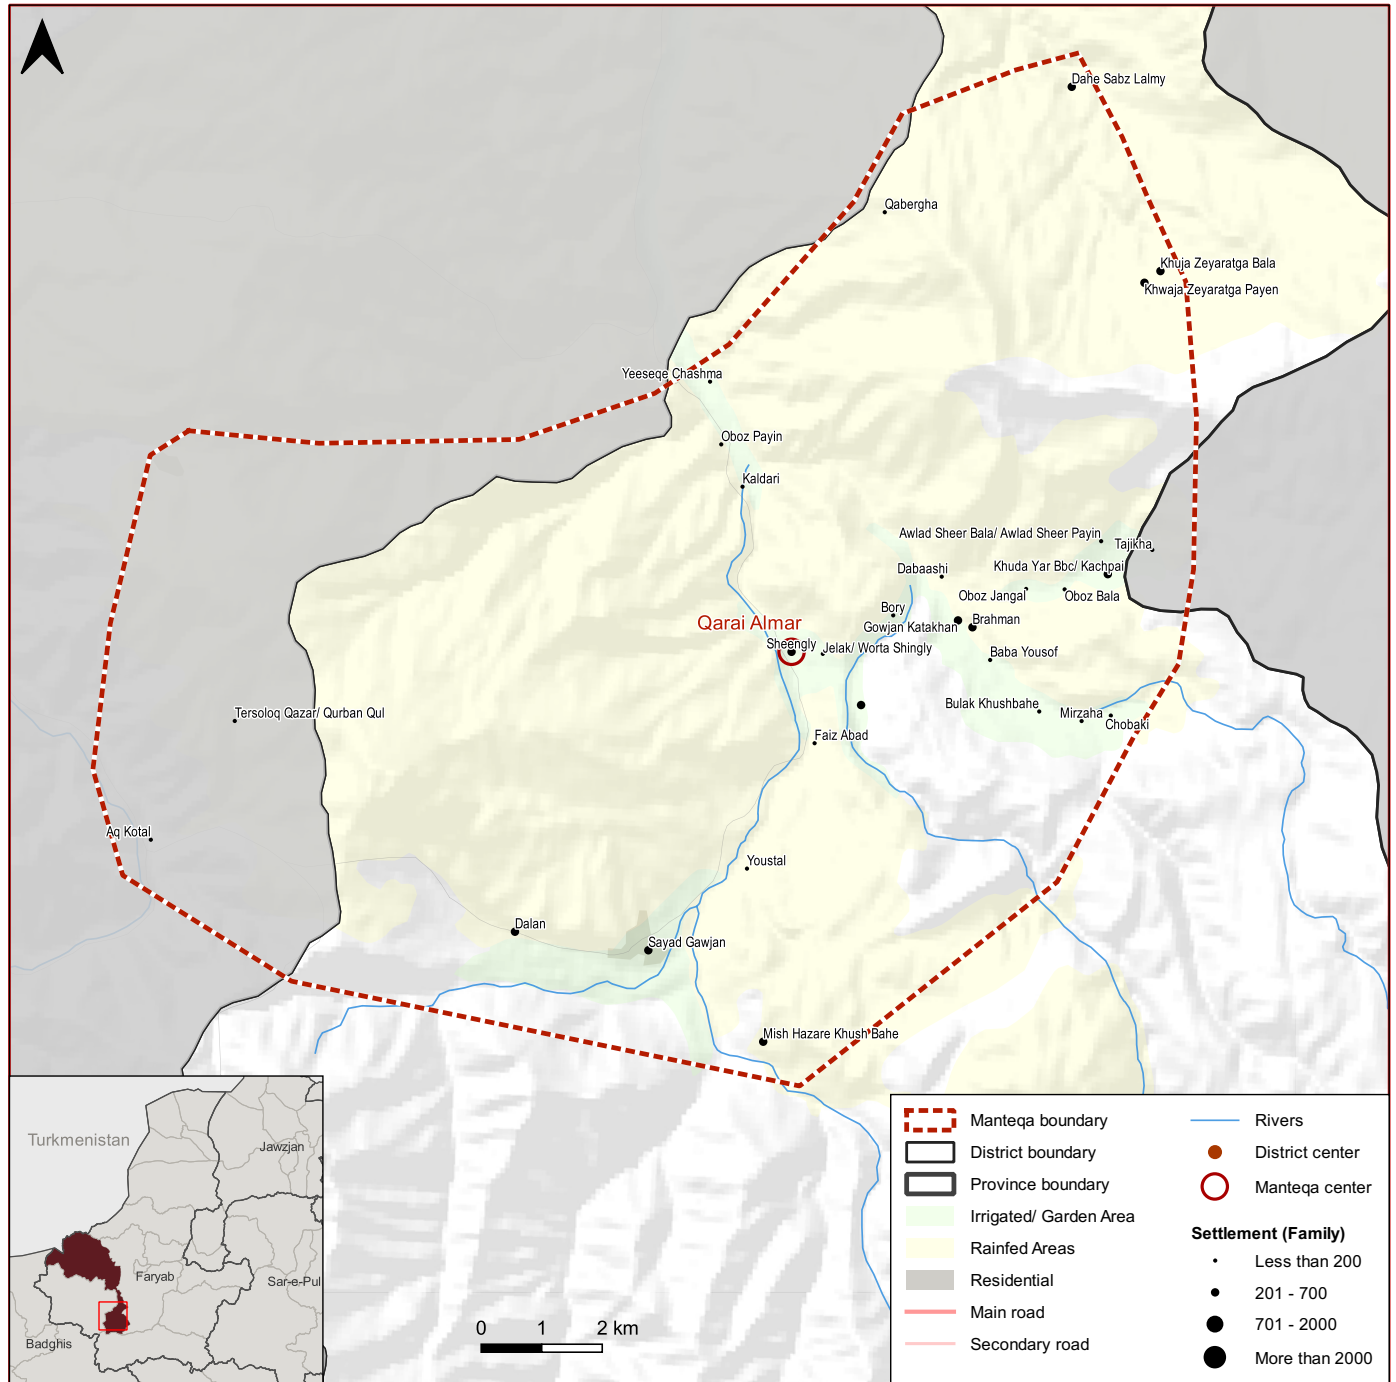 Dahe Sabz Lalmy
Qabergha
Khuja Zeyaratga Bala
Khwaja Zeyaratga Payen
Yeeseqe Chashma
Oboz Payin
Kaldari
Awlad Sheer Bala/ Awlad Sheer Payin
Tajikha
Khuda Yar Bbc/ Kachpai
Dabaashi
Oboz Jangal
Oboz Bala
Bory
Gowjan Katakhan
Brahman
Qarai Almar
Sheengly
Jelak/ Worta Shingly
Baba Yousof
Bulak Khushbahe
Mirzaha
Chobaki
Tersoloq Qazar/ Qurban Qul
Faiz Abad
Aq Kotal
Youstal
Dalan
Sayad Gawjan
Mish Hazare Khush Bahe
Turkmenistan
Jawzjan
Faryab
Sar-e-Pul
Badghis
0 1 2 km
Manteqa boundary
District boundary
Province boundary
Irrigated/ Garden Area
Rainfed Areas
Residential
Main road
Secondary road
Rivers
District center
Manteqa center
Settlement (Family)
Less than 200
201 - 700
701 - 2000
More than 2000